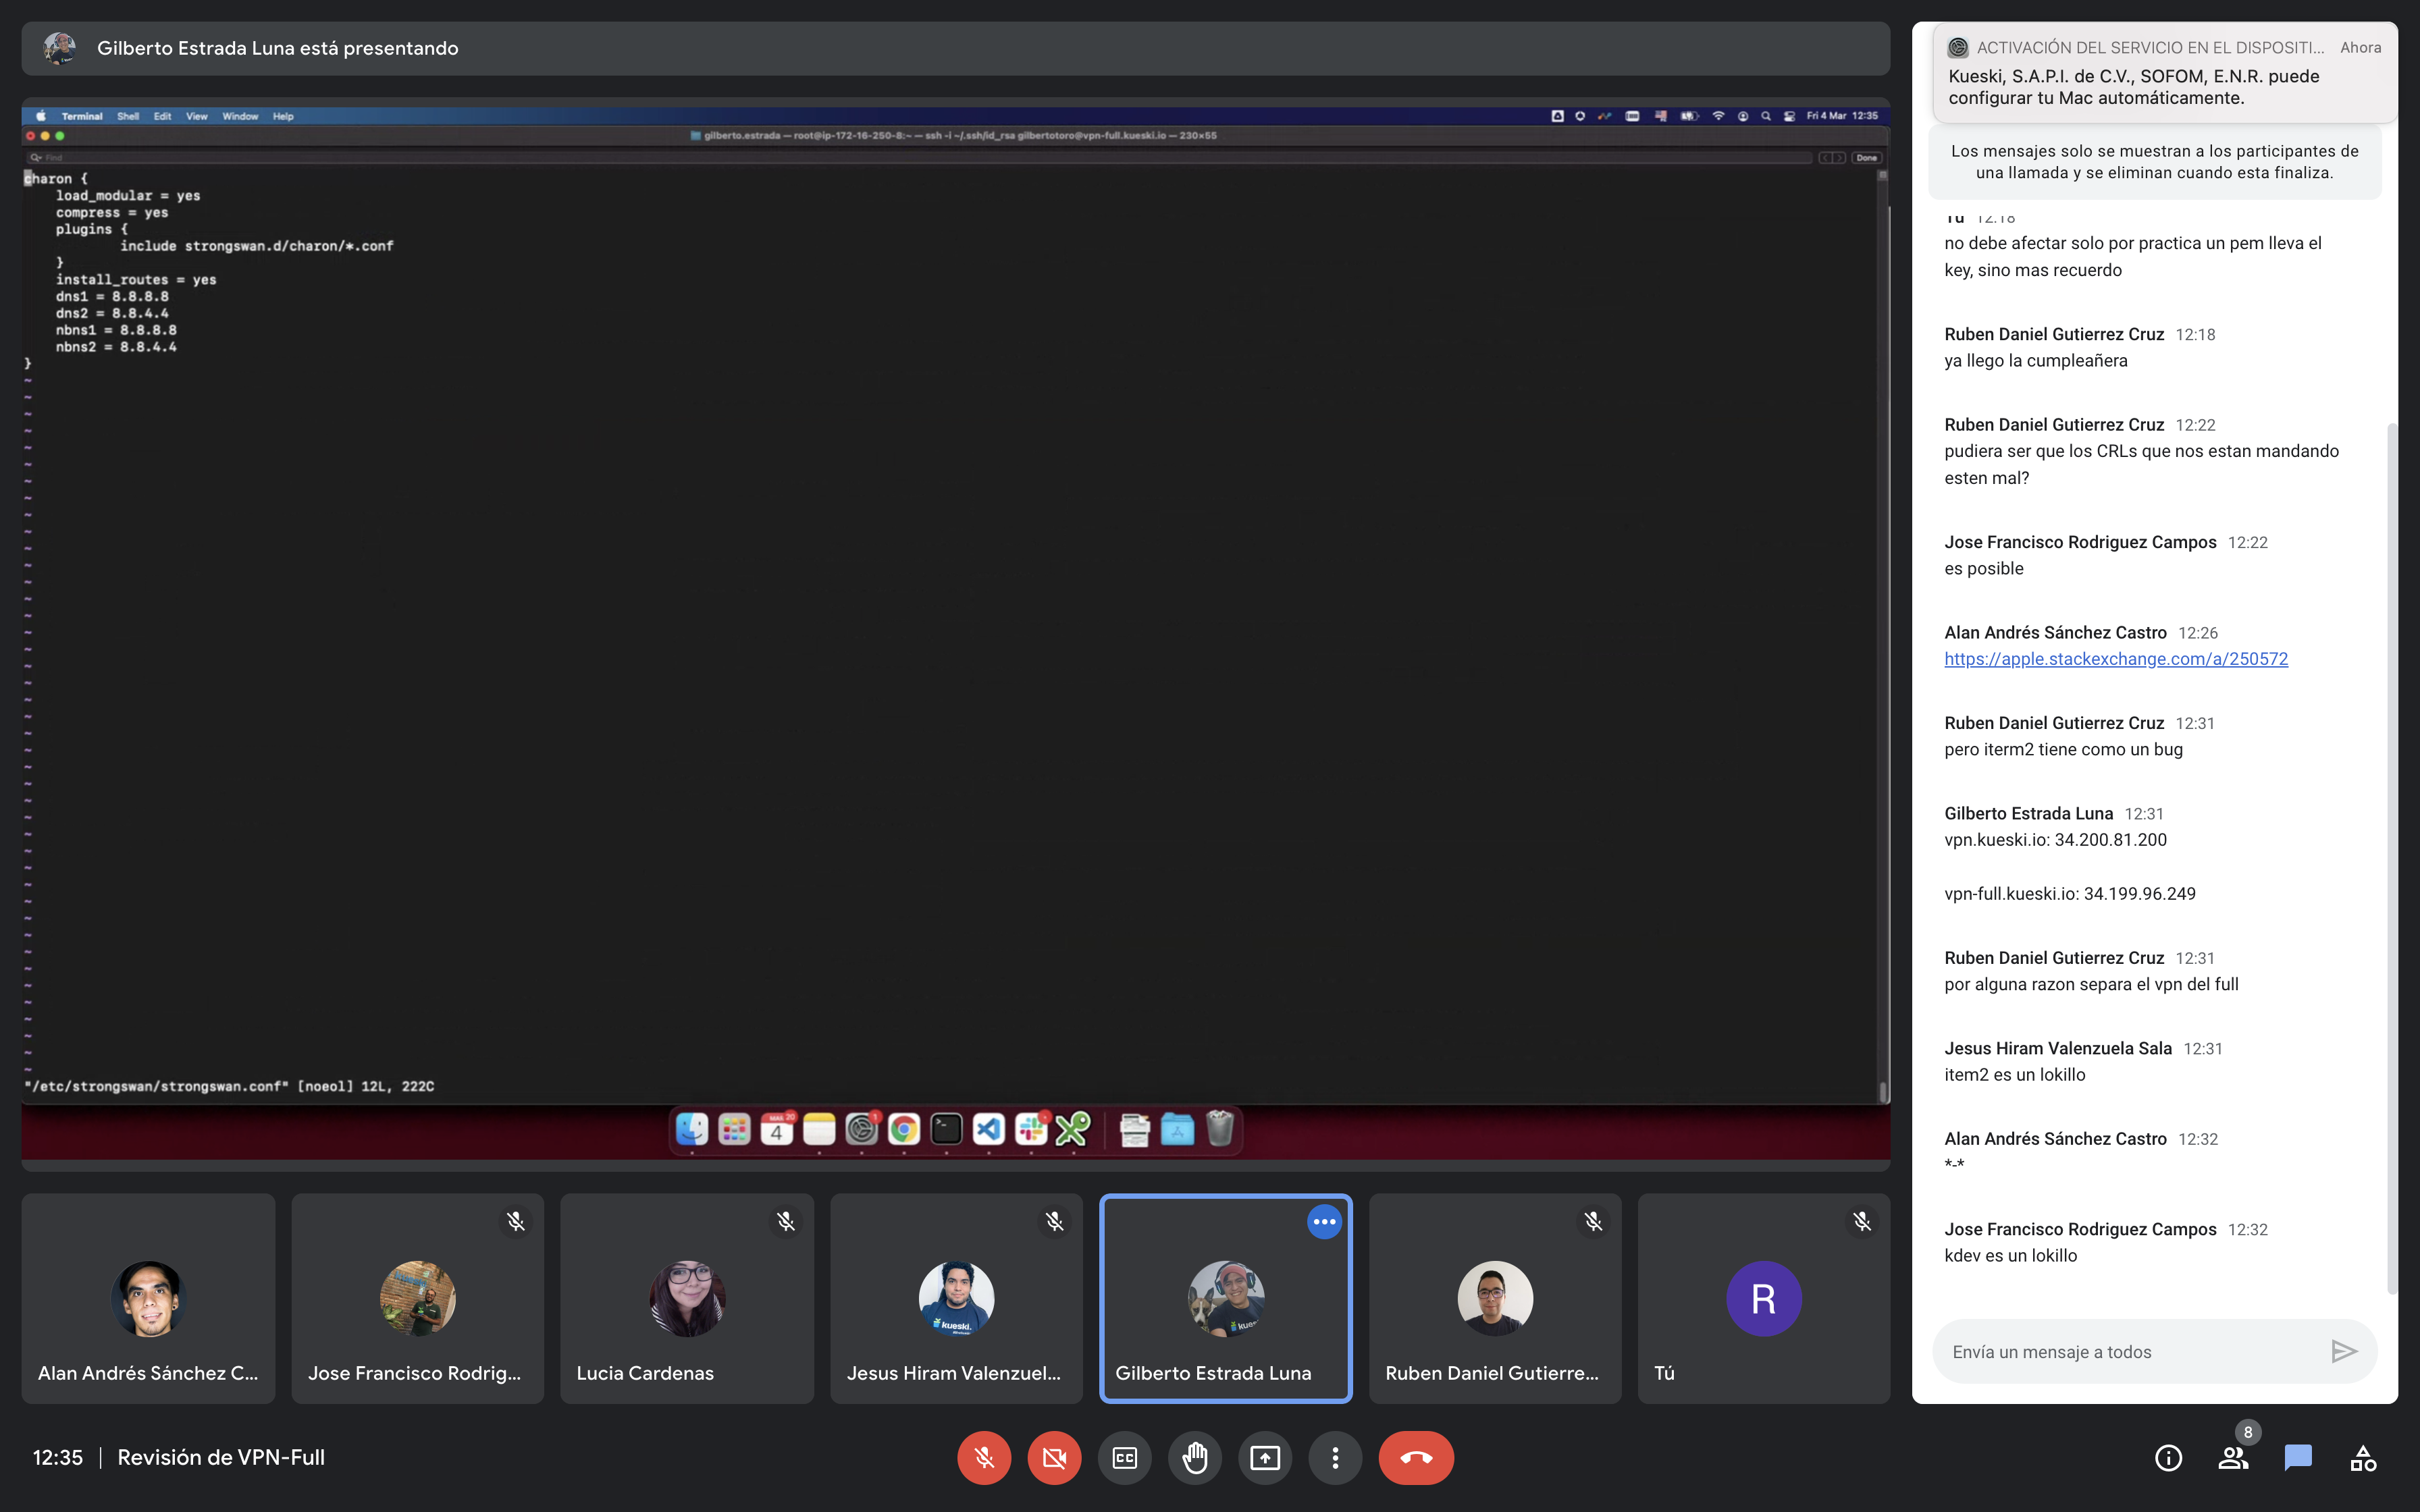 Gilberto Estrada Luna está presentando
Terminal Shell Edit View Window Help
Fri 4 Mar 12:35
gilberto.estrada — root@ip-172-16-250-8:~ — ssh -i ~/.ssh/id_rsa gilbertotoro@vpn-full.kueski.io — 230×55
Find
Done
charon {
load_modular = yes
compress = yes
plugins {
include strongswan.d/charon/*.conf
}
install_routes = yes
dns1 = 8.8.8.8
dns2 = 8.8.4.4
nbns1 = 8.8.8.8
nbns2 = 8.8.4.4
}
"/etc/strongswan/strongswan.conf" [noeol] 12L, 222C
4
ACTIVACIÓN DEL SERVICIO EN EL DISPOSITI... Ahora
Kueski, S.A.P.I. de C.V., SOFOM, E.N.R. puede
configurar tu Mac automáticamente.
Los mensajes solo se muestran a los participantes de
una llamada y se eliminan cuando esta finaliza.
Tú 12:18
no debe afectar solo por practica un pem lleva el
key, sino mas recuerdo
Ruben Daniel Gutierrez Cruz 12:18
ya llego la cumpleañera
Ruben Daniel Gutierrez Cruz 12:22
pudiera ser que los CRLs que nos estan mandando
esten mal?
Jose Francisco Rodriguez Campos 12:22
es posible
Alan Andrés Sánchez Castro 12:26
https://apple.stackexchange.com/a/250572
Ruben Daniel Gutierrez Cruz 12:31
pero iterm2 tiene como un bug
Gilberto Estrada Luna 12:31
vpn.kueski.io: 34.200.81.200
vpn-full.kueski.io: 34.199.96.249
Ruben Daniel Gutierrez Cruz 12:31
por alguna razon separa el vpn del full
Jesus Hiram Valenzuela Sala 12:31
item2 es un lokillo
Alan Andrés Sánchez Castro 12:32
*-*
Jose Francisco Rodriguez Campos 12:32
kdev es un lokillo
Envía un mensaje a todos
kueski.
R
Alan Andrés Sánchez C...
Jose Francisco Rodrig...
Lucia Cardenas
Jesus Hiram Valenzuel...
Gilberto Estrada Luna
Ruben Daniel Gutierre...
Tú
12:35 | Revisión de VPN-Full
CC
8